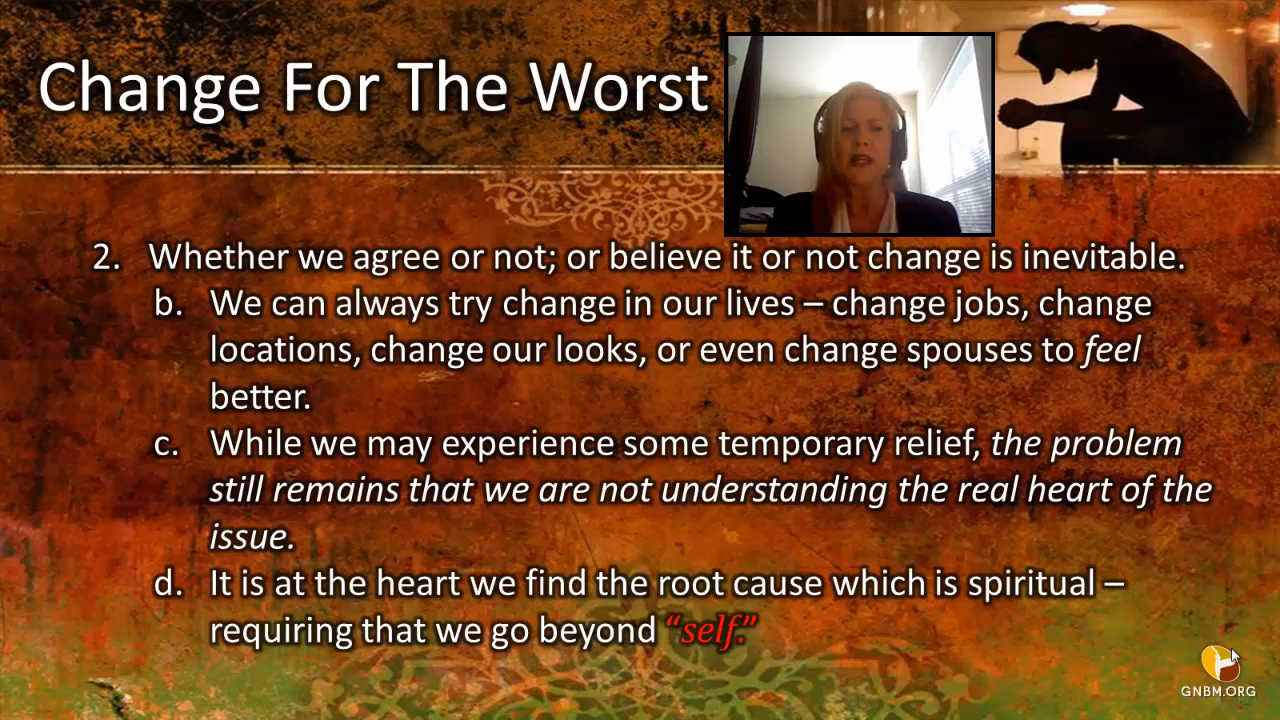 Change For The Worst
2. Whether we agree or not; or believe it or not change is inevitable.
b. We can always try change in our lives – change jobs, change
locations, change our looks, or even change spouses to feel
better.
c. While we may experience some temporary relief, the problem
still remains that we are not understanding the real heart of the
issue.
d. It is at the heart we find the root cause which is spiritual –
requiring that we go beyond “self.”
GNBM.ORG